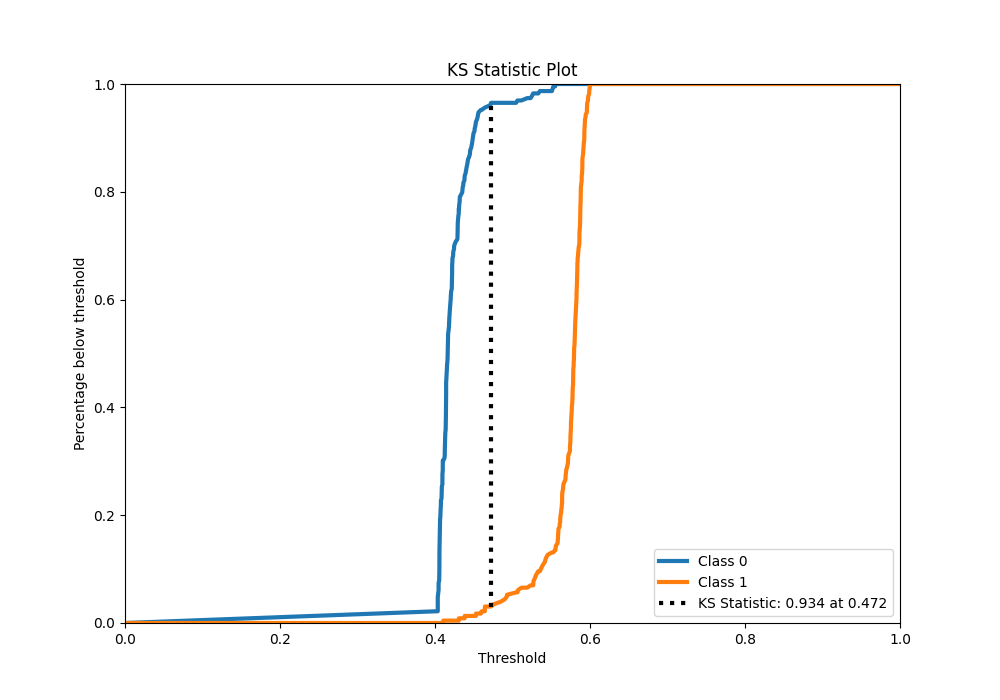 KS Statistic Plot
1.0
0.8
0.6
0.4
0.2
0.0
Percentage below threshold
0.0 0.2 0.4 0.6 0.8 1.0
Threshold
Class 0
Class 1
KS Statistic: 0.934 at 0.472